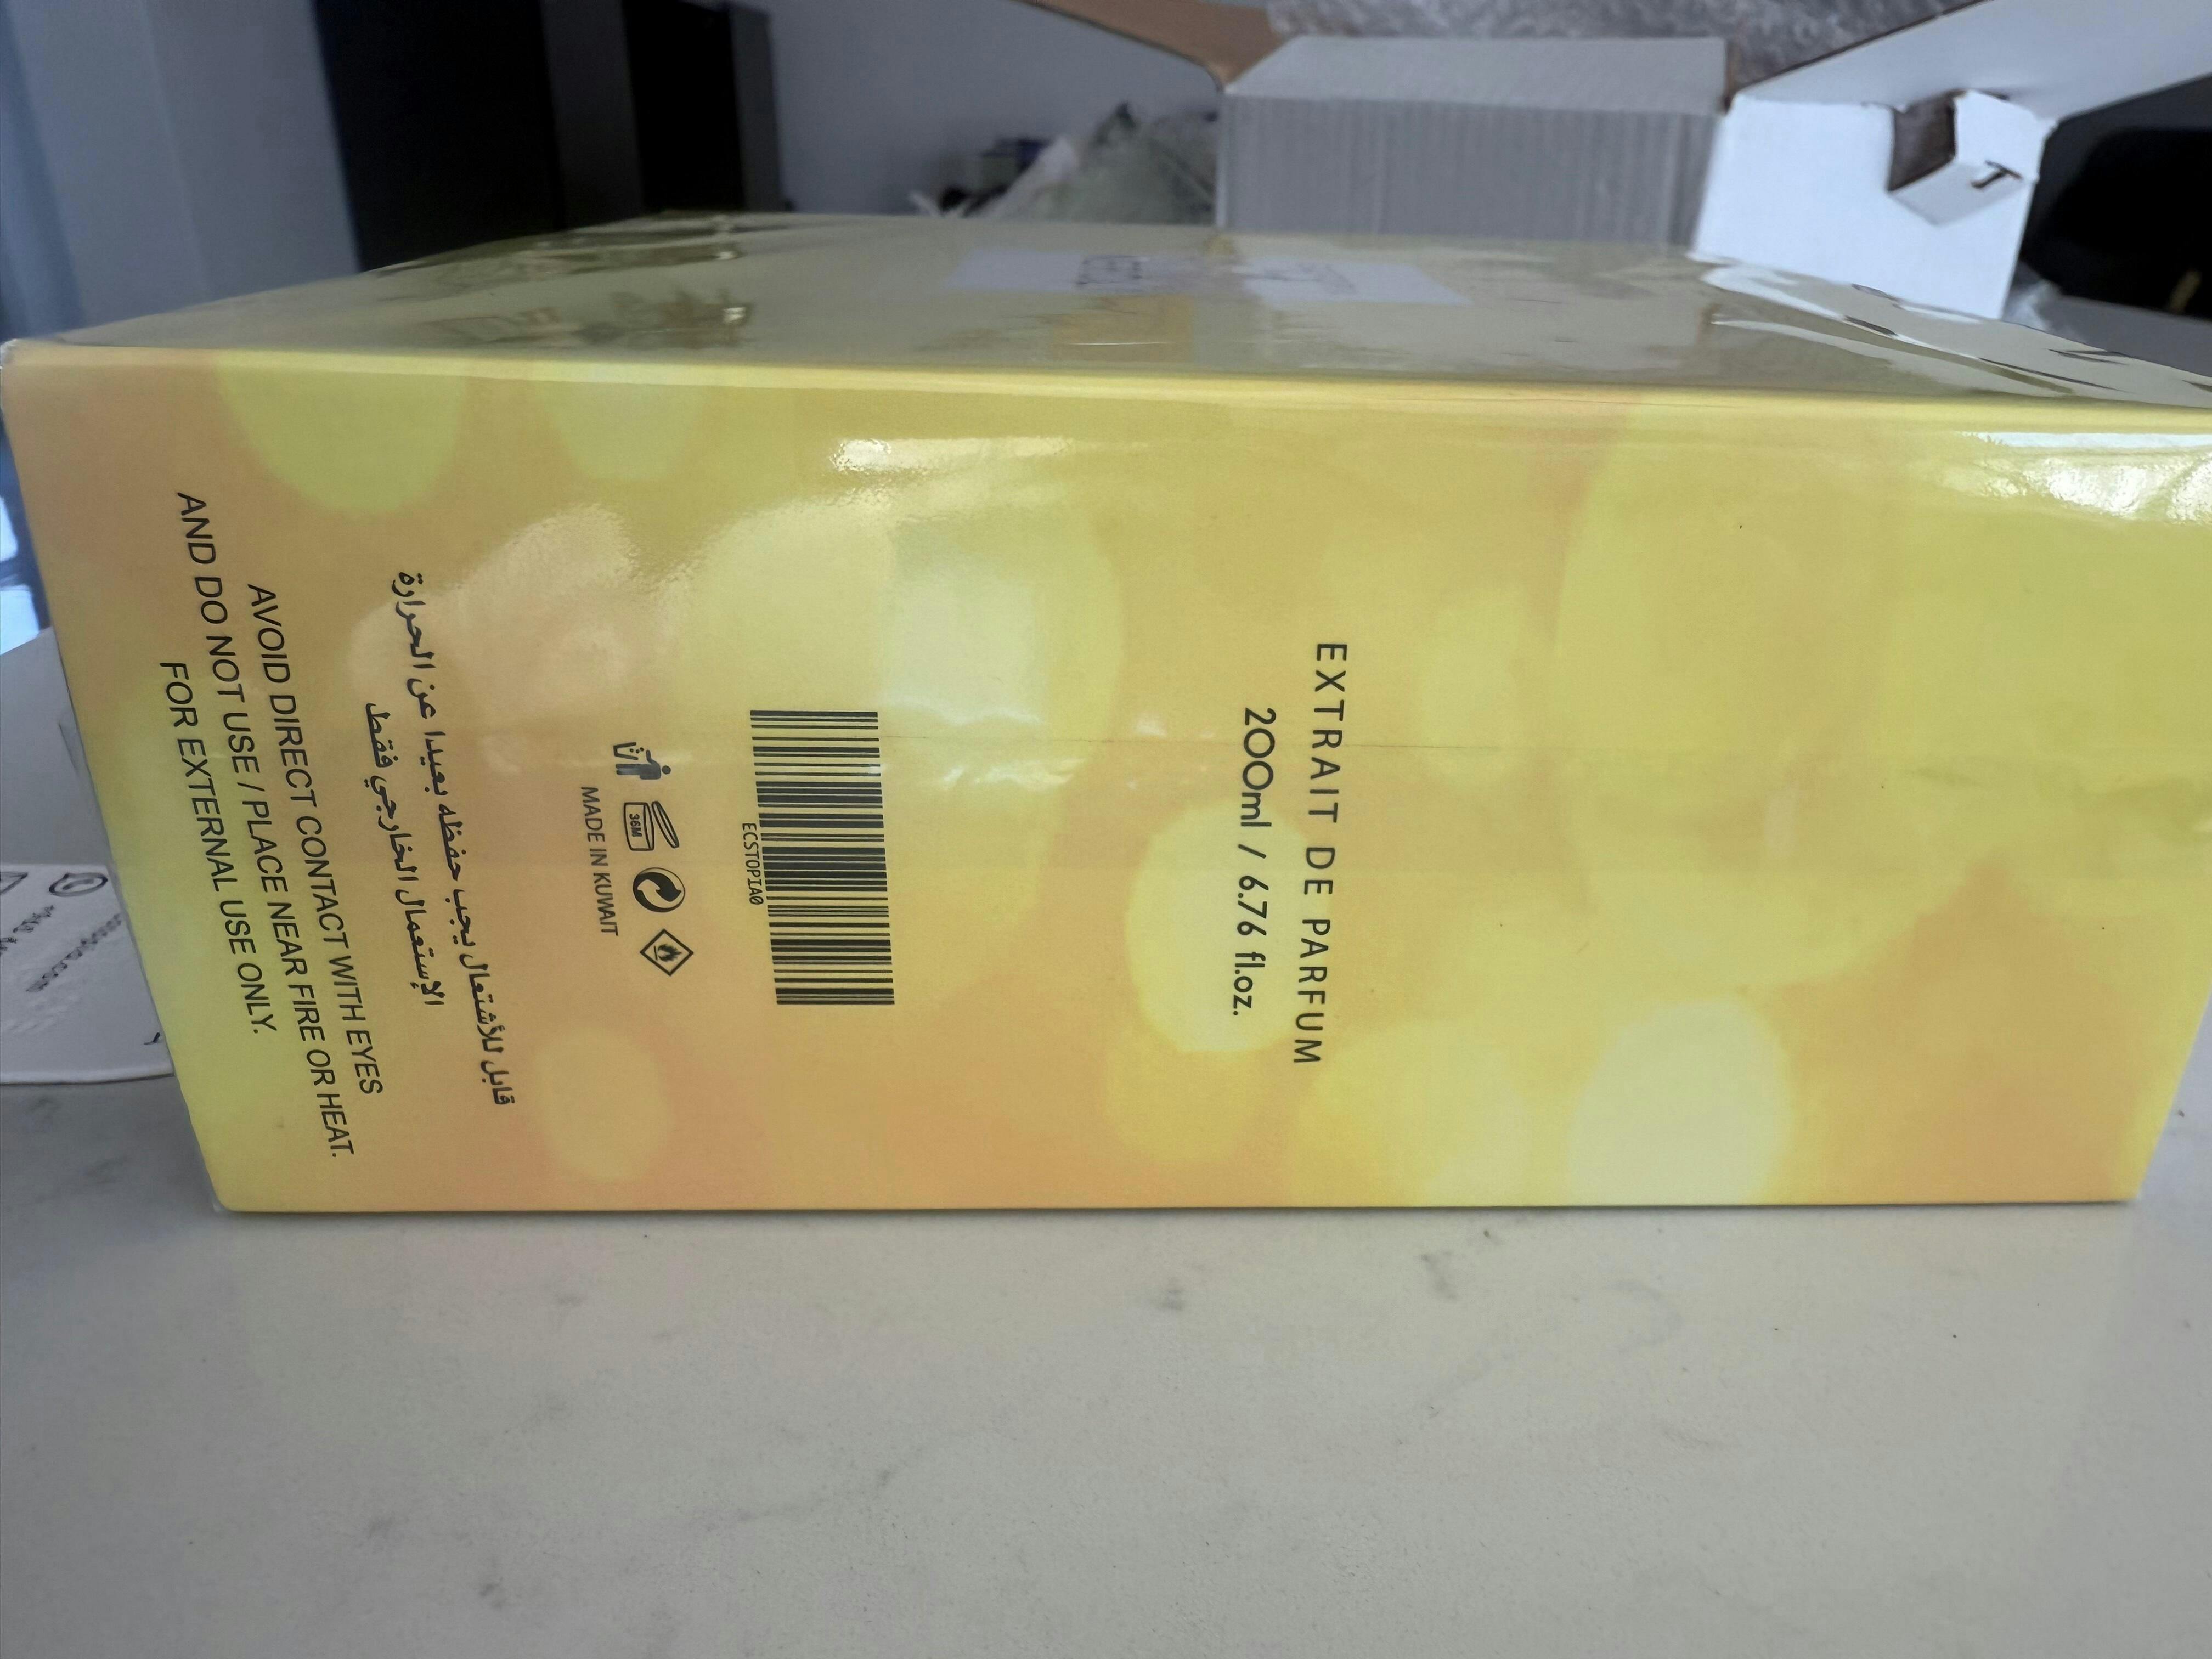 EXTRAIT DE PARFUM
200ml / 6.76 fl.oz.
ECSTOPIA0
36M
MADE IN KUWAIT
قابل للأشتعال يجب حفظه بعيدا عن الحرارة
الإستعمال الخارجي فقط
AVOID DIRECT CONTACT WITH EYES
AND DO NOT USE / PLACE NEAR FIRE OR HEAT.
FOR EXTERNAL USE ONLY.